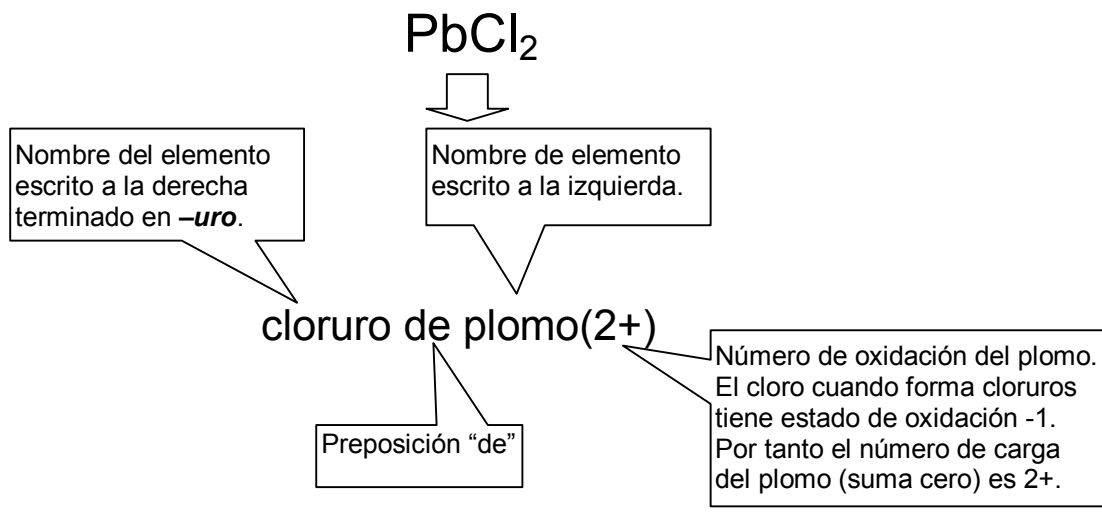 PbCl₂
Nombre del elemento
escrito a la derecha
terminado en –uro.
Nombre de elemento
escrito a la izquierda.
cloruro de plomo(2+)
Preposición “de”
Número de oxidación del plomo.
El cloro cuando forma cloruros
tiene estado de oxidación -1.
Por tanto el número de carga
del plomo (suma cero) es 2+.